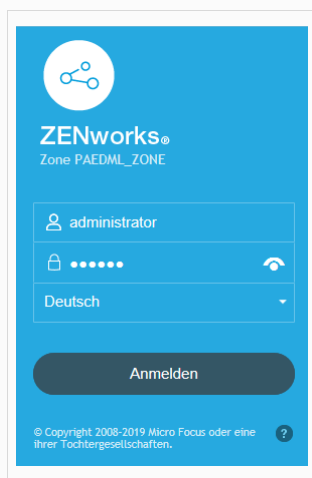 ZENworks®
Zone PAEDML_ZONE
administrator
••••••
Deutsch
Anmelden
© Copyright 2008-2019 Micro Focus oder eine
ihrer Tochtergesellschaften.
?